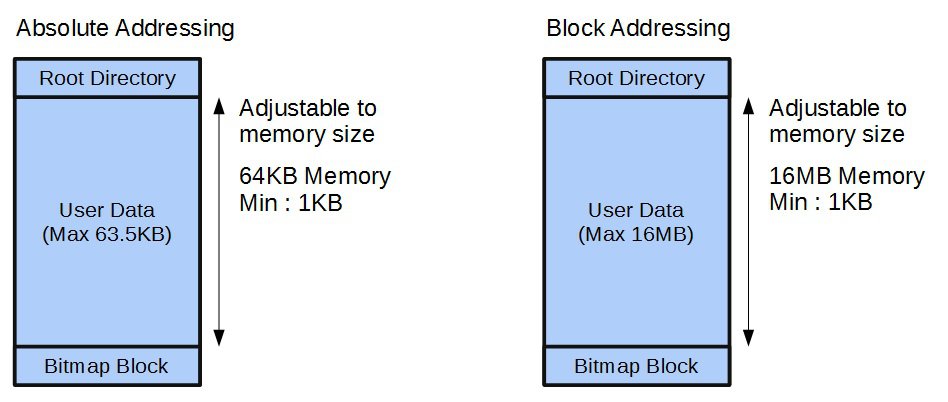 Absolute Addressing
Root Directory
User Data
(Max 63.5KB)
Bitmap Block
Adjustable to
memory size
64KB Memory
Min : 1KB
Block Addressing
Root Directory
User Data
(Max 16MB)
Bitmap Block
Adjustable to
memory size
16MB Memory
Min : 1KB